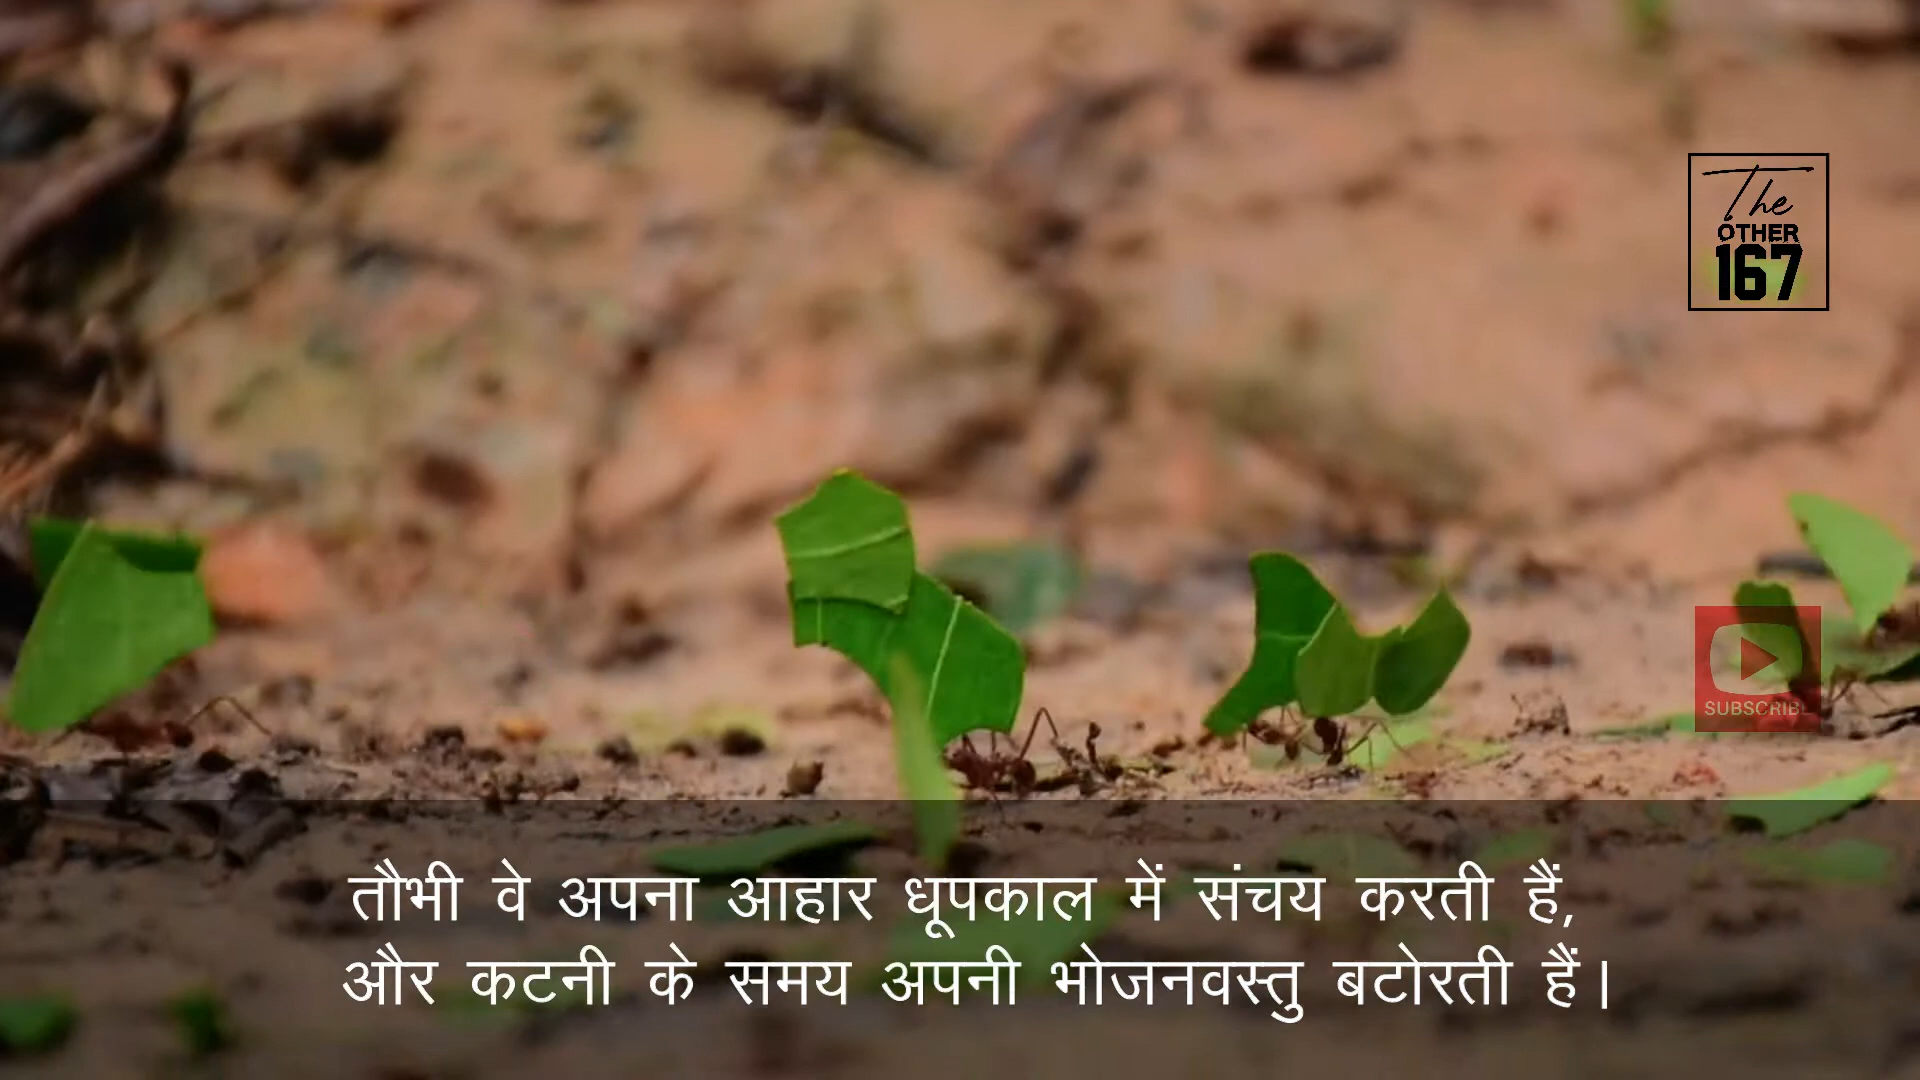 The
OTHER
167
SUBSCRIBE
तौभी वे अपना आहार धूपकाल में संचय करती हैं,
और कटनी के समय अपनी भोजनवस्तु बटोरती हैं।